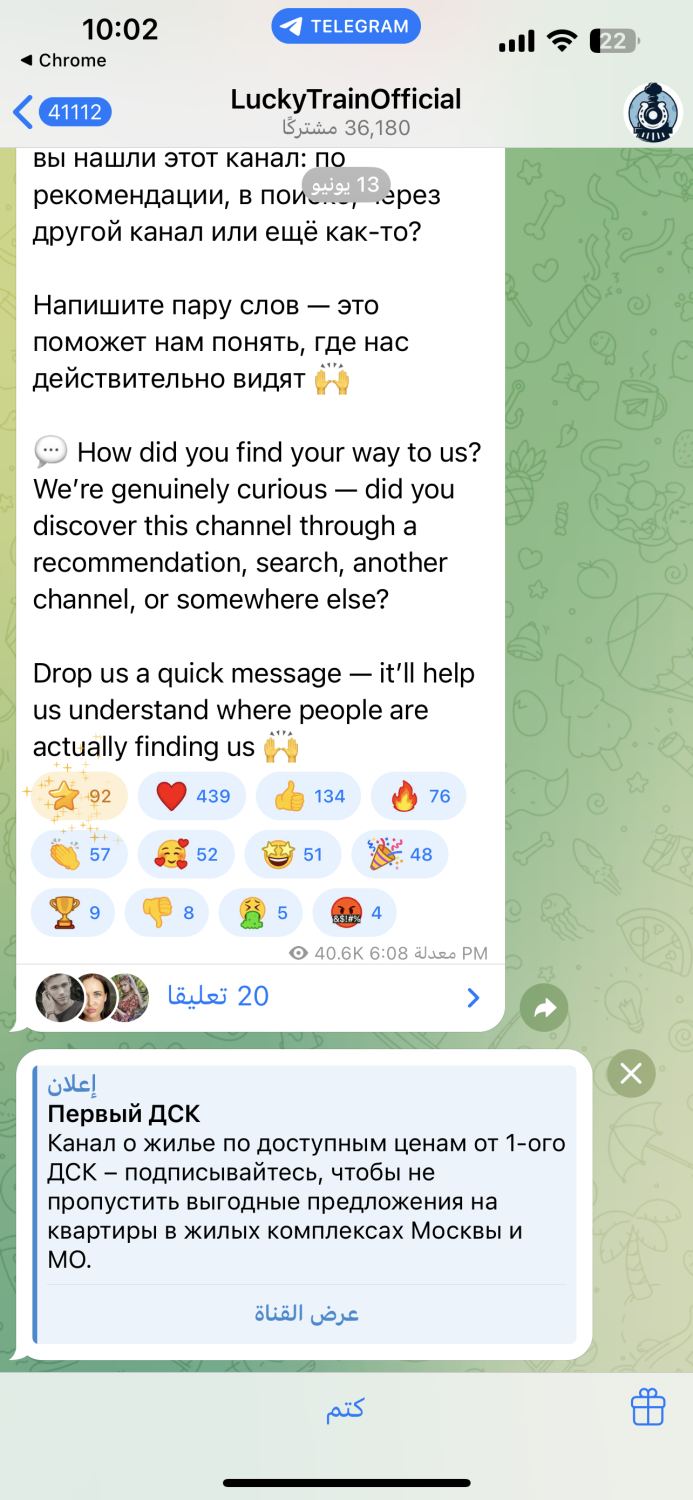 10:02
TELEGRAM
22
◀ Chrome
41112
LuckyTrainOfficial
36,180 مشتركًا
вы нашли этот канал: по
13 يونيو
рекомендации, в поиске, через
другой канал или ещё как-то?
Напишите пару слов — это
поможет нам понять, где нас
действительно видят 🙌
💬 How did you find your way to us?
We’re genuinely curious — did you
discover this channel through a
recommendation, search, another
channel, or somewhere else?
Drop us a quick message — it’ll help
us understand where people are
actually finding us 🙌
⭐ 92 ❤️ 439 👍 134 🔥 76
👏 57 🥰 52 🤩 51 🎉 48
🏆 9 👎 8 🤮 5 🤬 4
40.6K 6:08 معدلة PM
20 تعليقا
إعلان
Первый ДСК
Канал о жилье по доступным ценам от 1-ого
ДСК – подписывайтесь, чтобы не
пропустить выгодные предложения на
квартиры в жилых комплексах Москвы и
МО.
عرض القناة
كتم